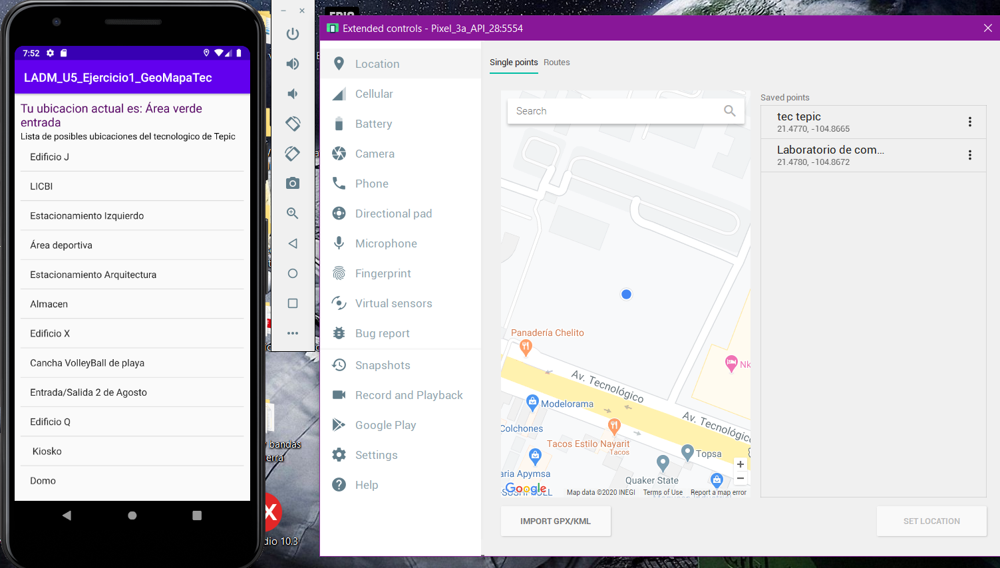 7:52
LADM_U5_Ejercicio1_GeoMapaTec
Tu ubicacion actual es: Área verde
entrada
Lista de posibles ubicaciones del tecnologico de Tepic
Edificio J
LICBI
Estacionamiento Izquierdo
Área deportiva
Estacionamiento Arquitectura
Almacen
Edificio X
Cancha VolleyBall de playa
Entrada/Salida 2 de Agosto
Edificio Q
Kiosko
Domo
bandas
dio 10.3
EPIC
Extended controls - Pixel_3a_API_28:5554
Location
Cellular
Battery
Camera
Phone
Directional pad
Microphone
Fingerprint
Virtual sensors
Bug report
Snapshots
Record and Playback
Google Play
Settings
Help
Single points
Routes
Search
Panadería Chelito
Nk
Av. Tecnológico
Av. Tecnológico
Modelorama
Colchones
Tacos Estilo Nayarit
Tacos
Topsa
aria Apymsa
Quaker State
Google
Map data ©2020 INEGI
Terms of Use
Report a map error
IMPORT GPX/KML
Saved points
tec tepic
21.4770, -104.8665
Laboratorio de com...
21.4780, -104.8672
SET LOCATION